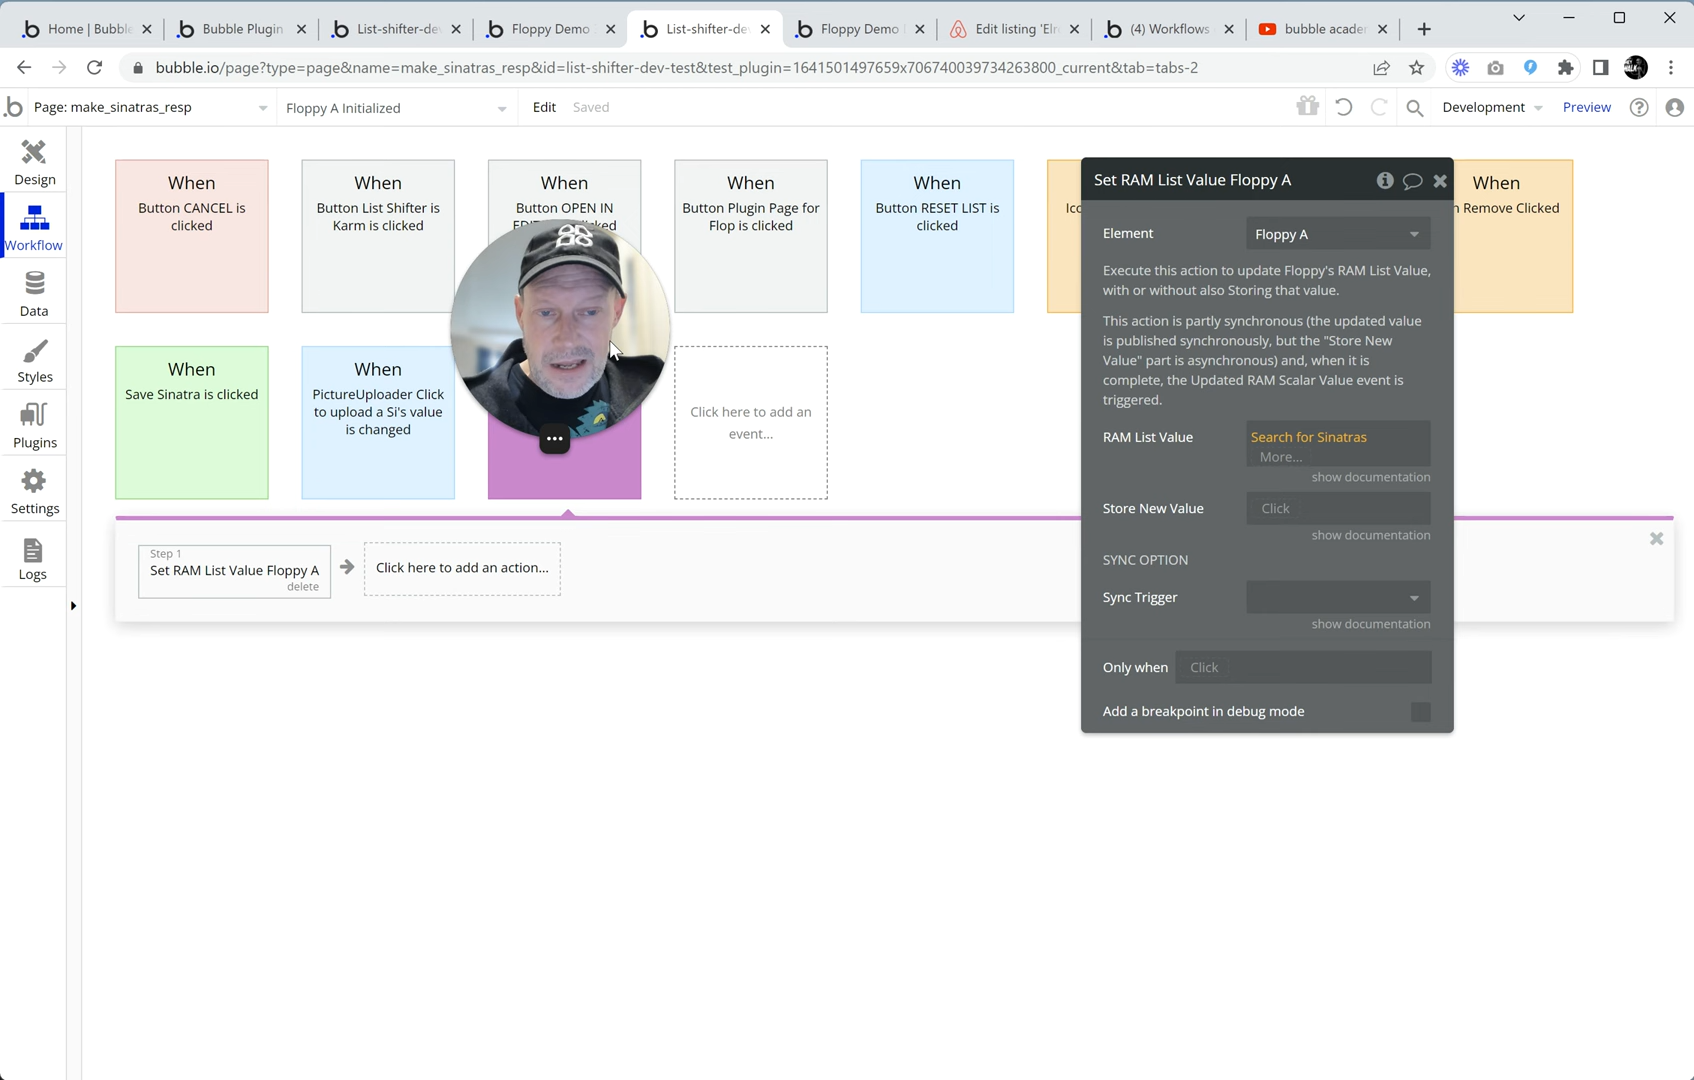 Home | Bubble
Bubble Plugin
List-shifter-dev
Floppy Demo
List-shifter-dev
Floppy Demo
Edit listing 'Elr
(4) Workflows
bubble acader
bubble.io/page?type=page&name=make_sinatras_resp&id=list-shifter-dev-test&test_plugin=1641501497659x706740039734263800_current&tab=tabs-2
Page: make_sinatras_resp
Floppy A Initialized
Edit
Saved
Development
Preview
Design
Workflow
Data
Styles
Plugins
Settings
Logs
When
Button CANCEL is
clicked
When
Button List Shifter is
Karm is clicked
When
Button OPEN IN
When
Button Plugin Page for
Flop is clicked
When
Button RESET LIST is
clicked
When
Remove Clicked
When
Save Sinatra is clicked
When
PictureUploader Click
to upload a Si's value
is changed
Click here to add an
event...
Step 1
Set RAM List Value Floppy A
delete
Click here to add an action...
Set RAM List Value Floppy A
Element
Floppy A
Execute this action to update Floppy's RAM List Value,
with or without also Storing that value.
This action is partly synchronous (the updated value
is published synchronously, but the "Store New
Value" part is asynchronous) and, when it is
complete, the Updated RAM Scalar Value event is
triggered.
RAM List Value
Search for Sinatras
More...
show documentation
Store New Value
Click
show documentation
SYNC OPTION
Sync Trigger
show documentation
Only when
Click
Add a breakpoint in debug mode